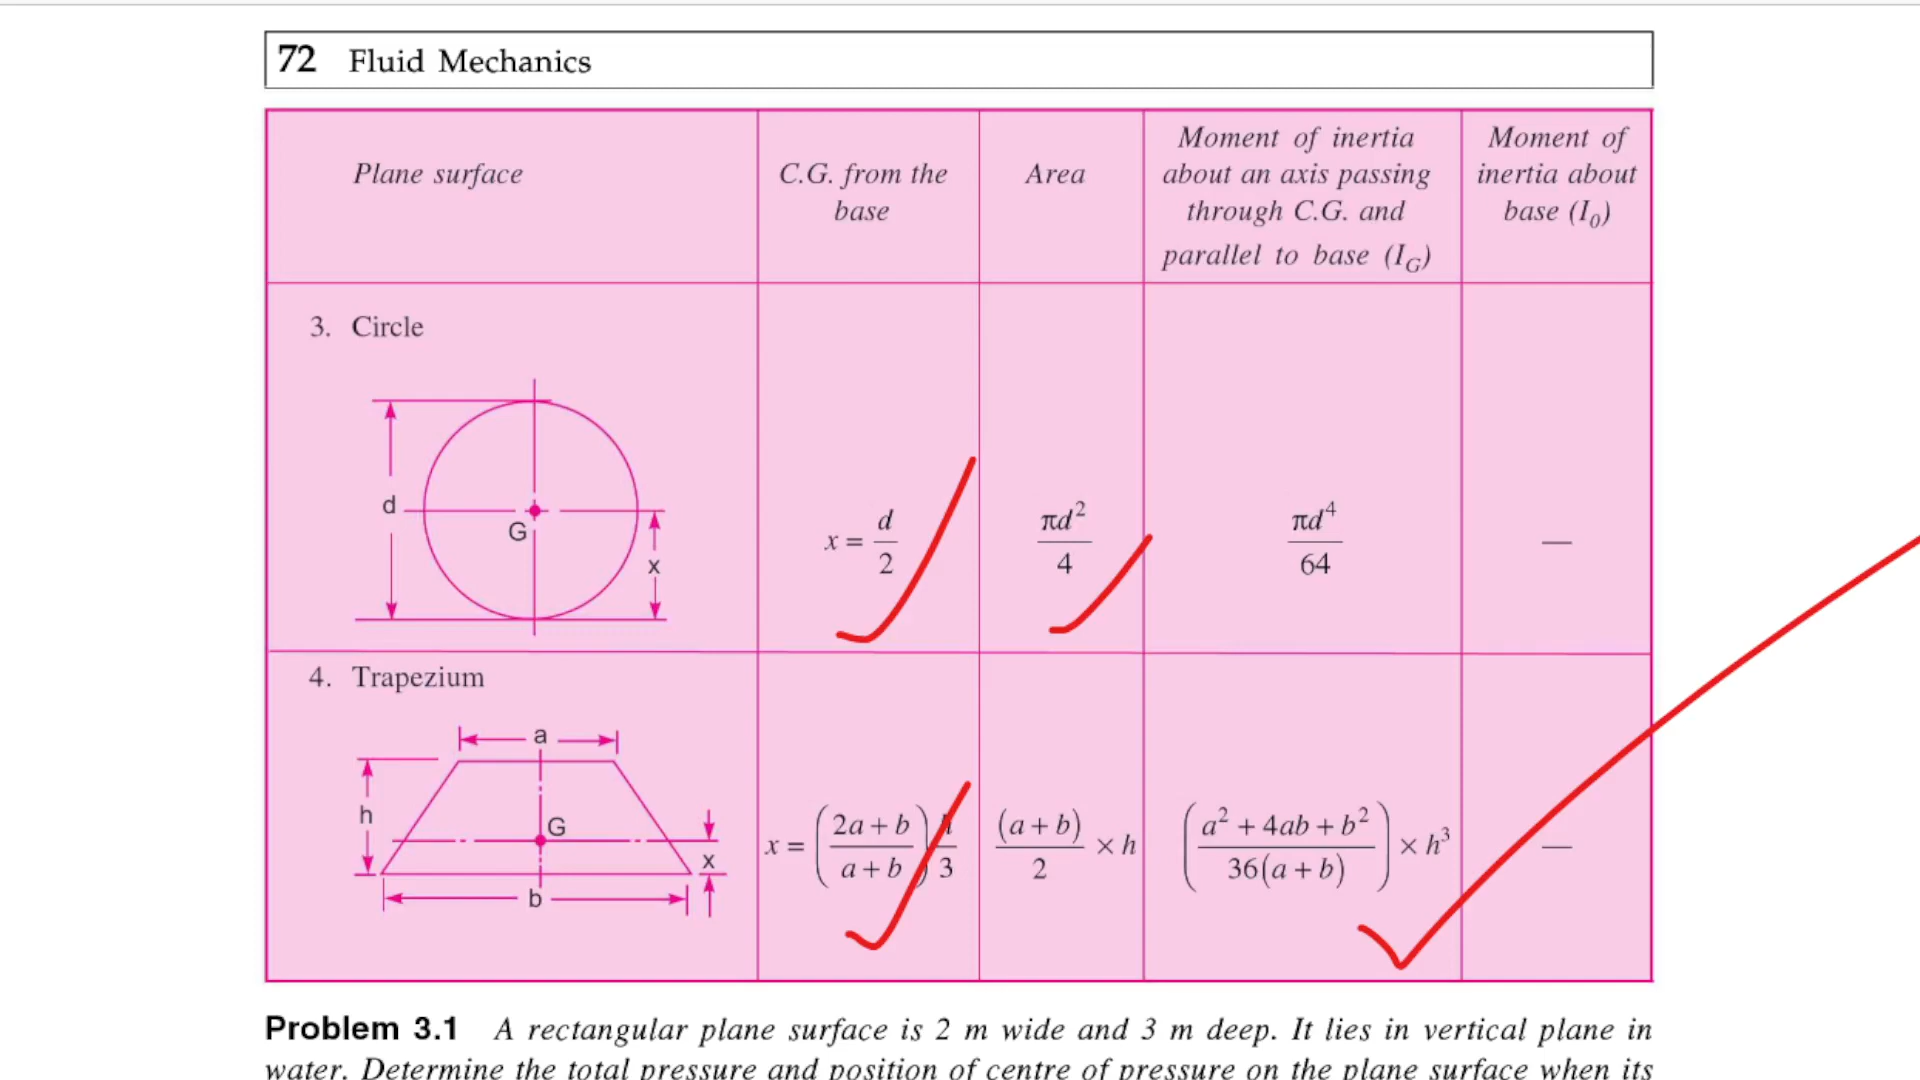 72 Fluid Mechanics
Plane surface
C.G. from the
base
Area
Moment of inertia
about an axis passing
through C.G. and
parallel to base (I_G)
Moment of
inertia about
base (I_0)
3. Circle
d
G
x
x = d/2
πd²/4
πd⁴/64
—
4. Trapezium
a
h
G
x
b
x = ((2a + b)/(a + b)) h/3
(a + b)/2 × h
((a² + 4ab + b²)/(36(a + b))) × h³
—
Problem 3.1 A rectangular plane surface is 2 m wide and 3 m deep. It lies in vertical plane in
water. Determine the total pressure and position of centre of pressure on the plane surface when its